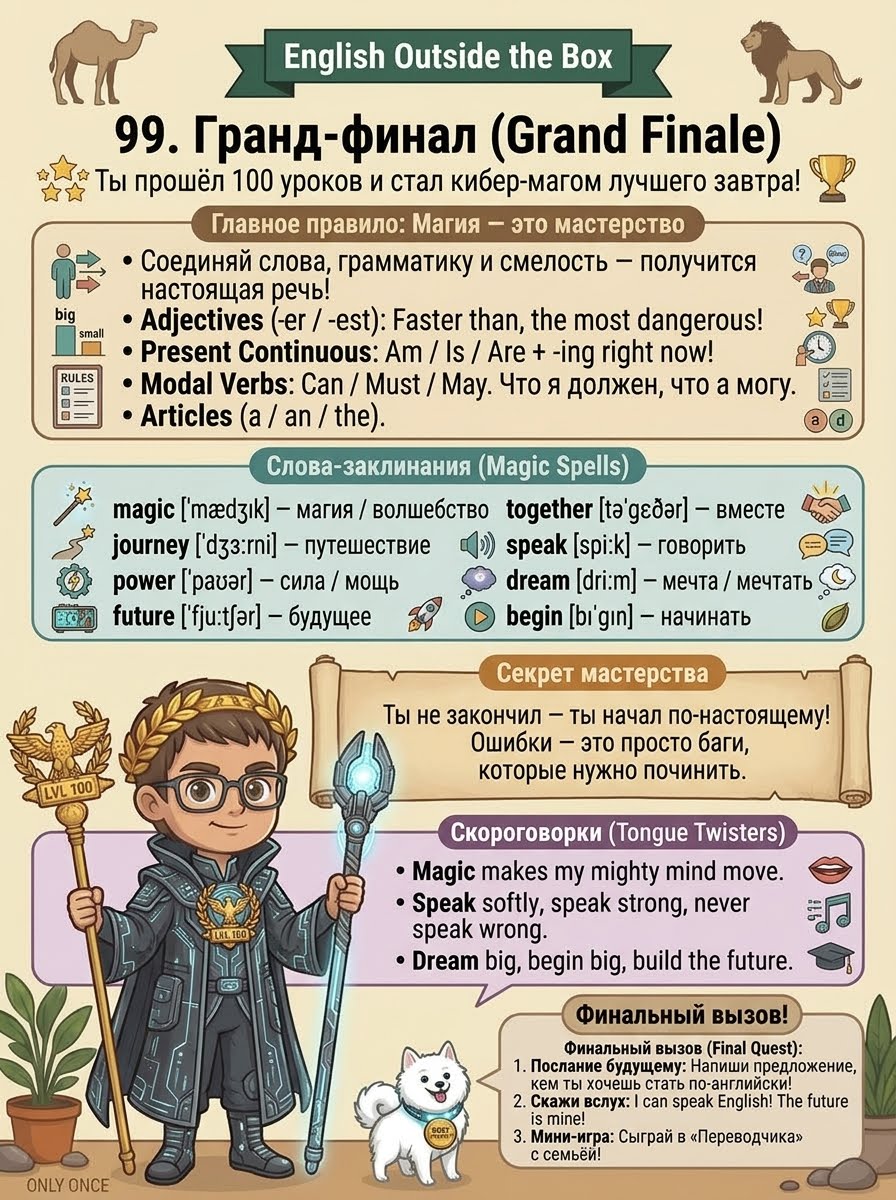 English Outside the Box
99. Гранд-финал (Grand Finale)
Ты прошёл 100 уроков и стал кибер-магом лучшего завтра!
Главное правило: Магия — это мастерство
• Соединяй слова, грамматику и смелость — получится
настоящая речь!
big
small
• Adjectives (-er / -est): Faster than, the most dangerous!
• Present Continuous: Am / Is / Are + -ing right now!
RULES
• Modal Verbs: Can / Must / May. Что я должен, что а могу.
• Articles (a / an / the).
a d
Слова-заклинания (Magic Spells)
magic ['mædʒɪk] — магия / волшебство
together [tə'gɛðər] — вместе
journey ['dʒɜːrni] — путешествие
speak [spiːk] — говорить
power ['paʊər] — сила / мощь
dream [driːm] — мечта / мечтать
future ['fjuːtʃər] — будущее
begin [bɪ'gɪn] — начинать
Секрет мастерства
Ты не закончил — ты начал по-настоящему!
Ошибки — это просто баги,
которые нужно починить.
LVL 100
Скороговорки (Tongue Twisters)
• Magic makes my mighty mind move.
• Speak softly, speak strong, never
speak wrong.
• Dream big, begin big, build the future.
Финальный вызов!
Финальный вызов (Final Quest):
1. Послание будущему: Напиши предложение,
кем ты хочешь стать по-английски!
2. Скажи вслух: I can speak English! The future
is mine!
3. Мини-игра: Сыграй в «Переводчика»
с семьёй!
ONLY ONCE